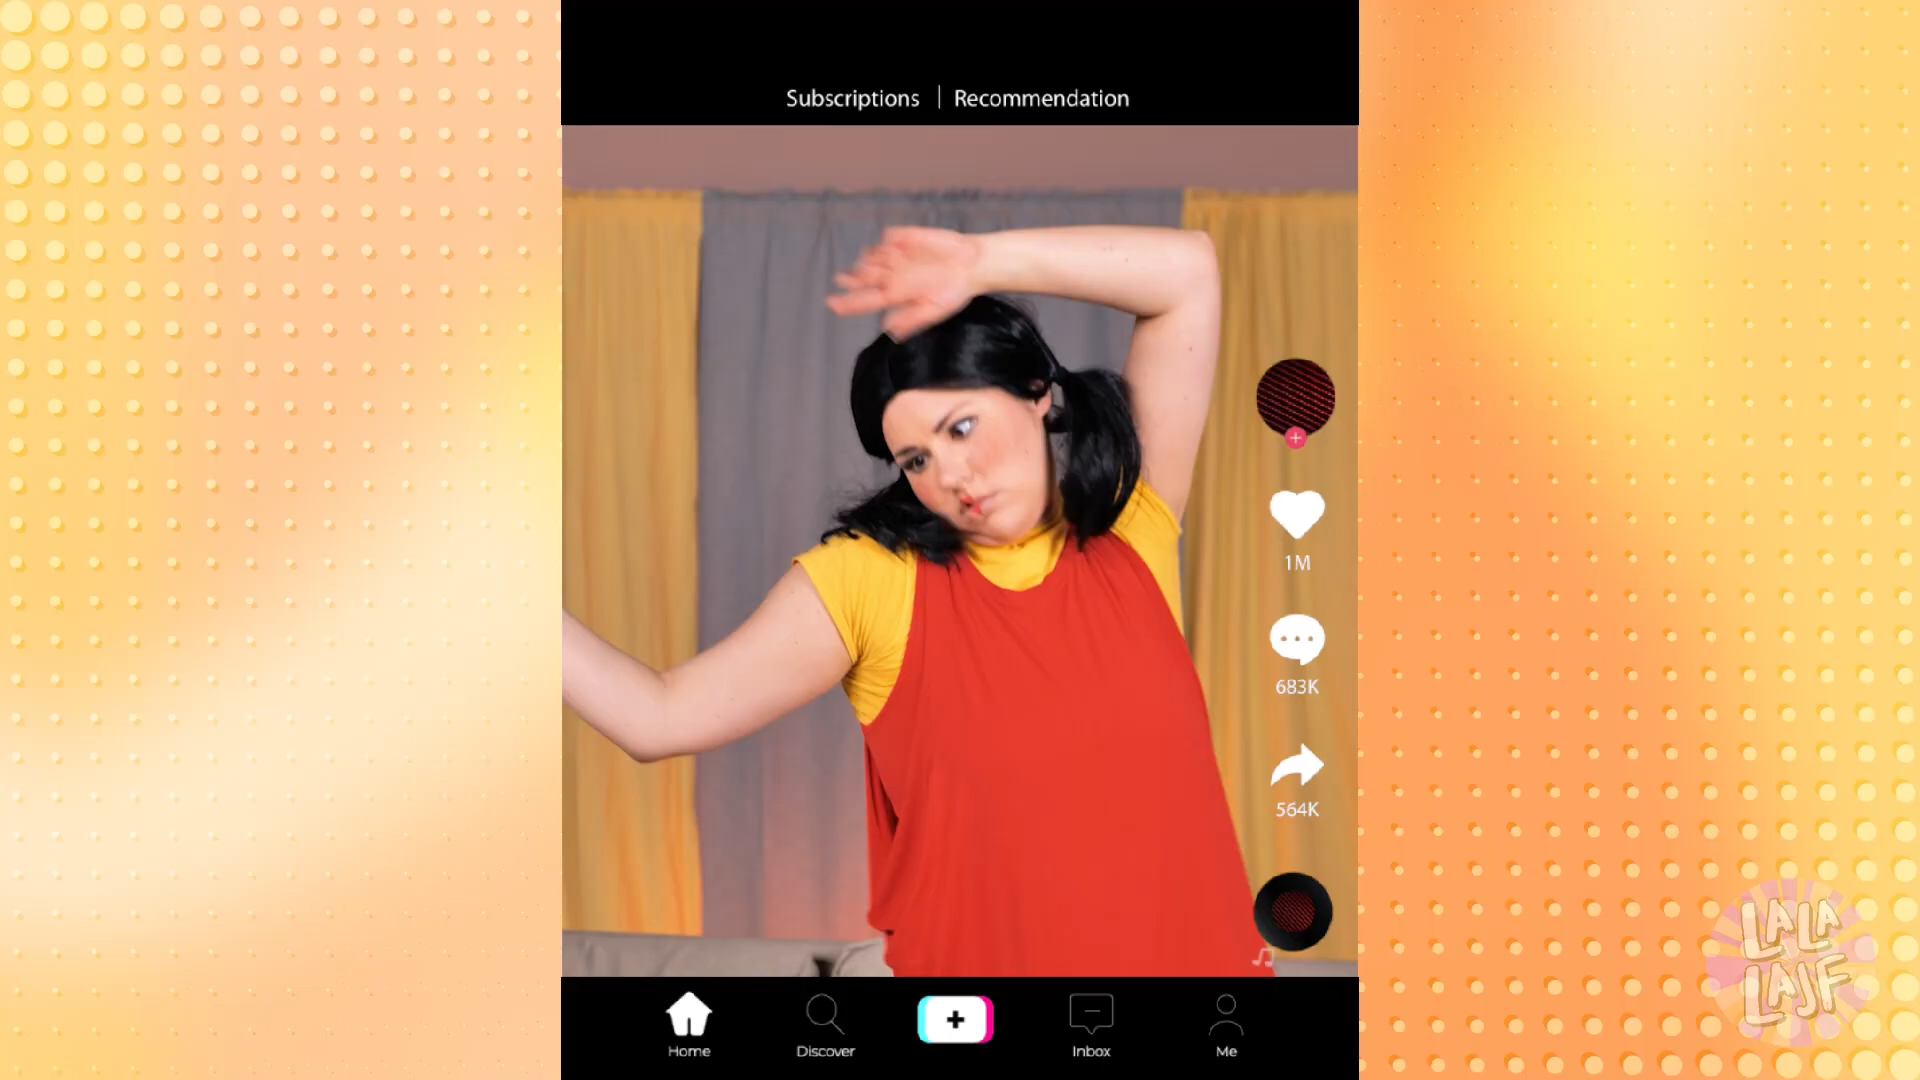 Subscriptions | Recommendation
1M
683K
564K
Home
Discover
Inbox
Me
LALA
LAJF